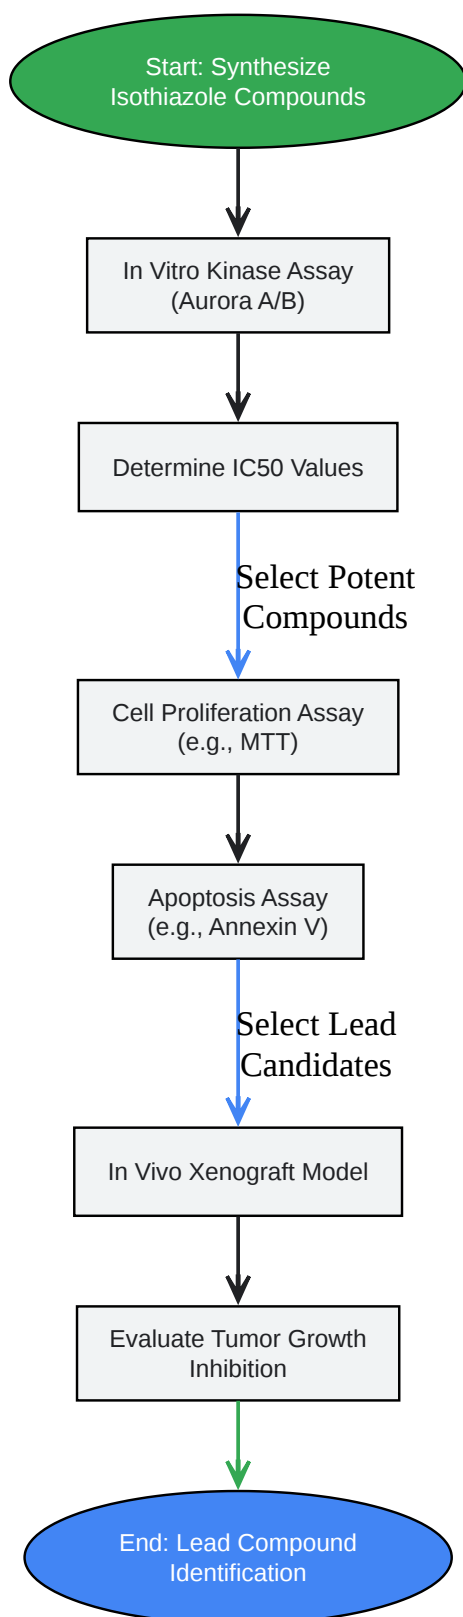 Start: Synthesize
Isothiazole Compounds
In Vitro Kinase Assay
(Aurora A/B)
Determine IC50 Values
Select Potent
Compounds
Cell Proliferation Assay
(e.g., MTT)
Apoptosis Assay
(e.g., Annexin V)
Select Lead
Candidates
In Vivo Xenograft Model
Evaluate Tumor Growth
Inhibition
End: Lead Compound
Identification